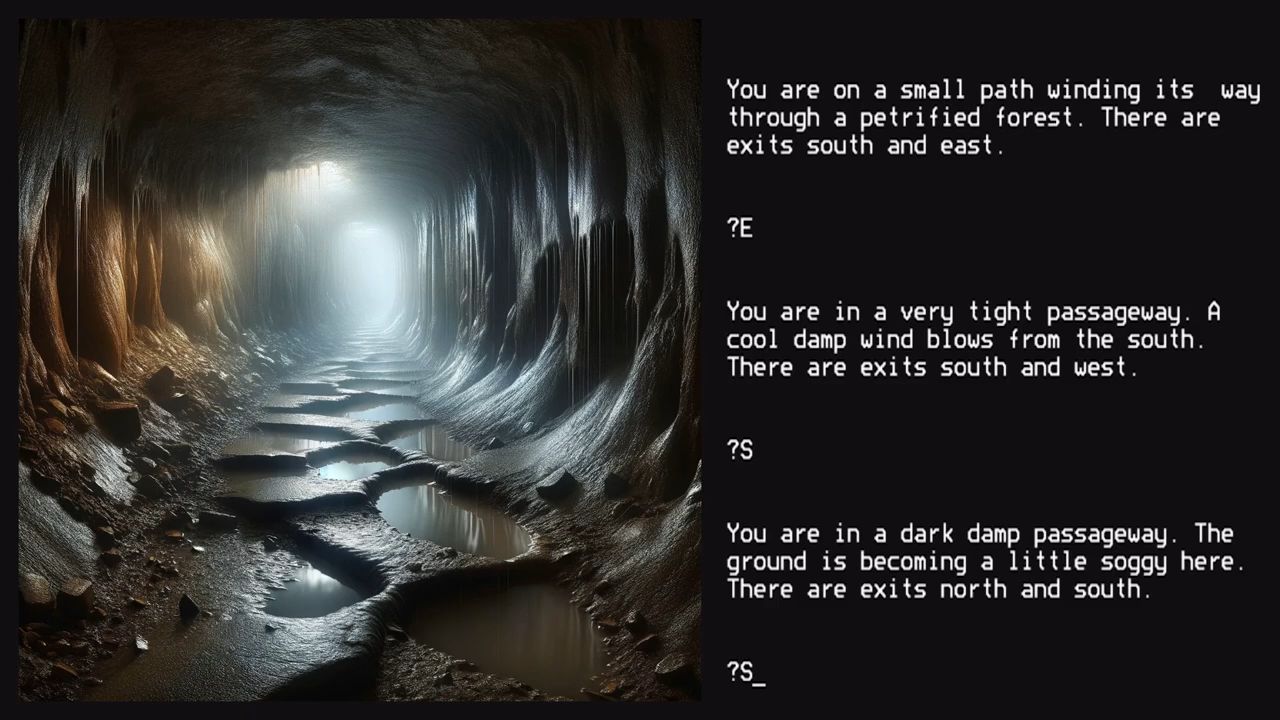 You are on a small path winding its  way
through a petrified forest. There are
exits south and east.
?E
You are in a very tight passageway. A
cool damp wind blows from the south.
There are exits south and west.
?S
You are in a dark damp passageway. The
ground is becoming a little soggy here.
There are exits north and south.
?S_